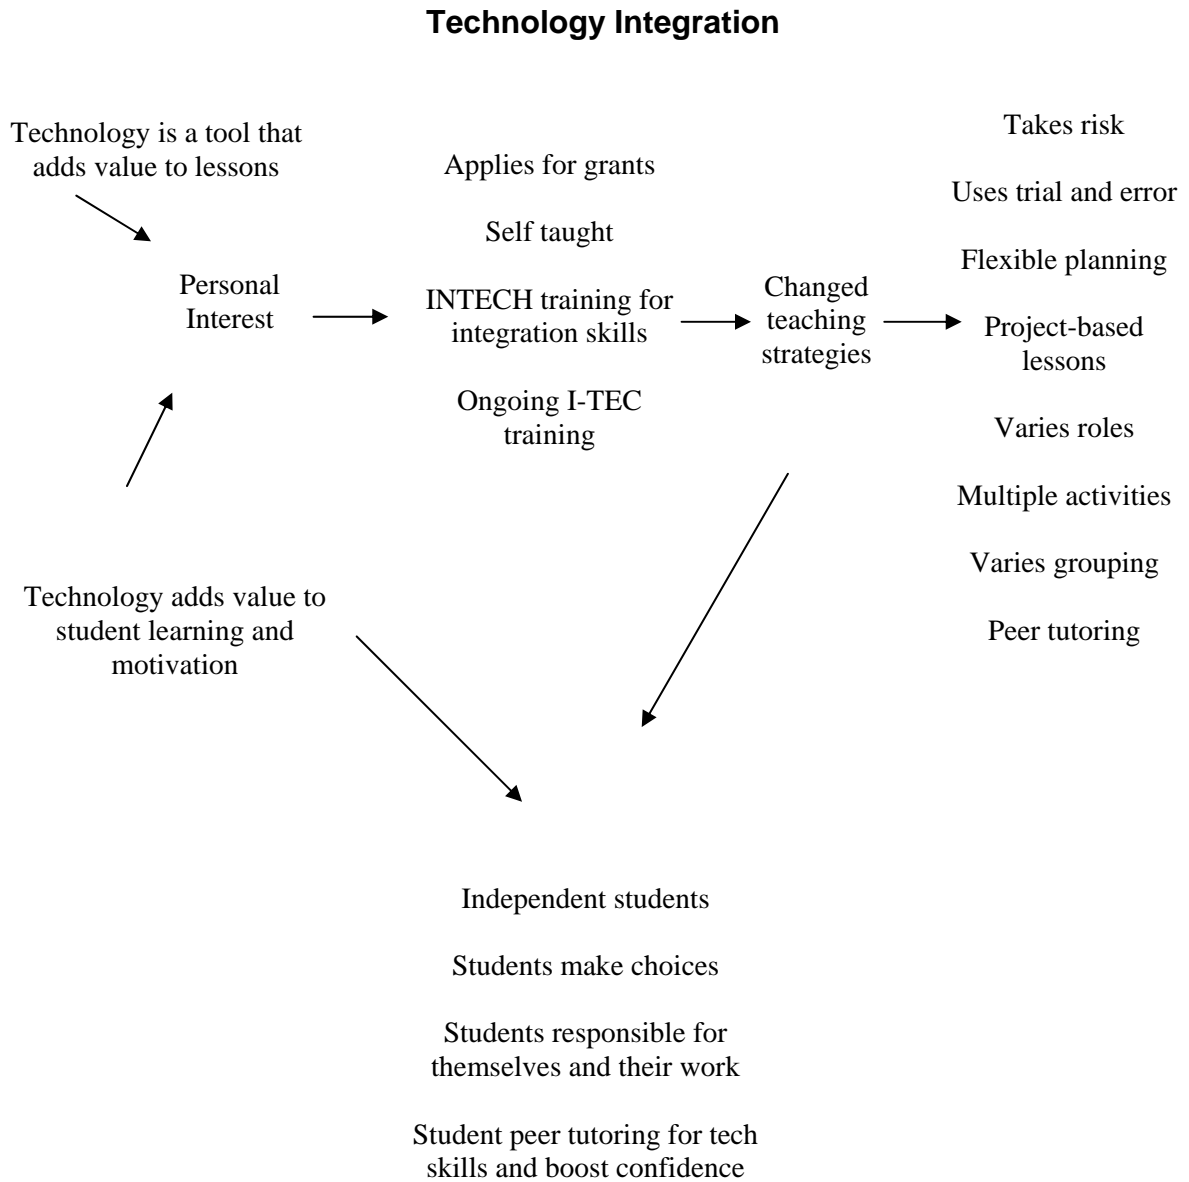 Technology Integration
Technology is a tool that
adds value to lessons
Personal
Interest
Technology adds value to
student learning and
motivation
Applies for grants
Self taught
INTECH training for
integration skills
Ongoing I-TEC
training
Changed
teaching
strategies
Takes risk
Uses trial and error
Flexible planning
Project-based
lessons
Varies roles
Multiple activities
Varies grouping
Peer tutoring
Independent students
Students make choices
Students responsible for
themselves and their work
Student peer tutoring for tech
skills and boost confidence